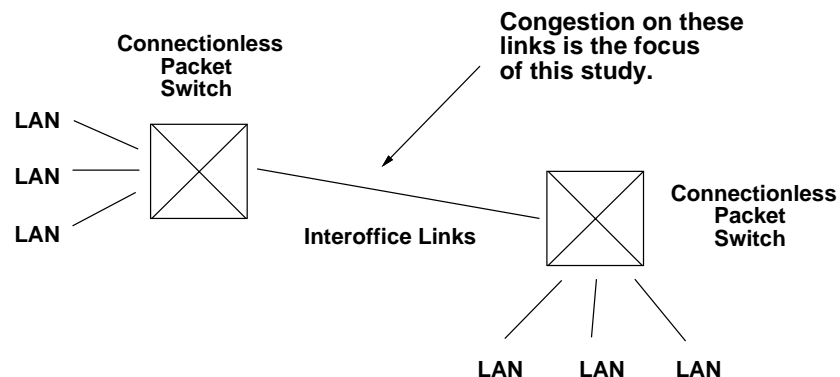 Congestion on these
links is the focus
of this study.
Connectionless
Packet
Switch
LAN
LAN
LAN
Interoffice Links
Connectionless
Packet
Switch
LAN
LAN
LAN